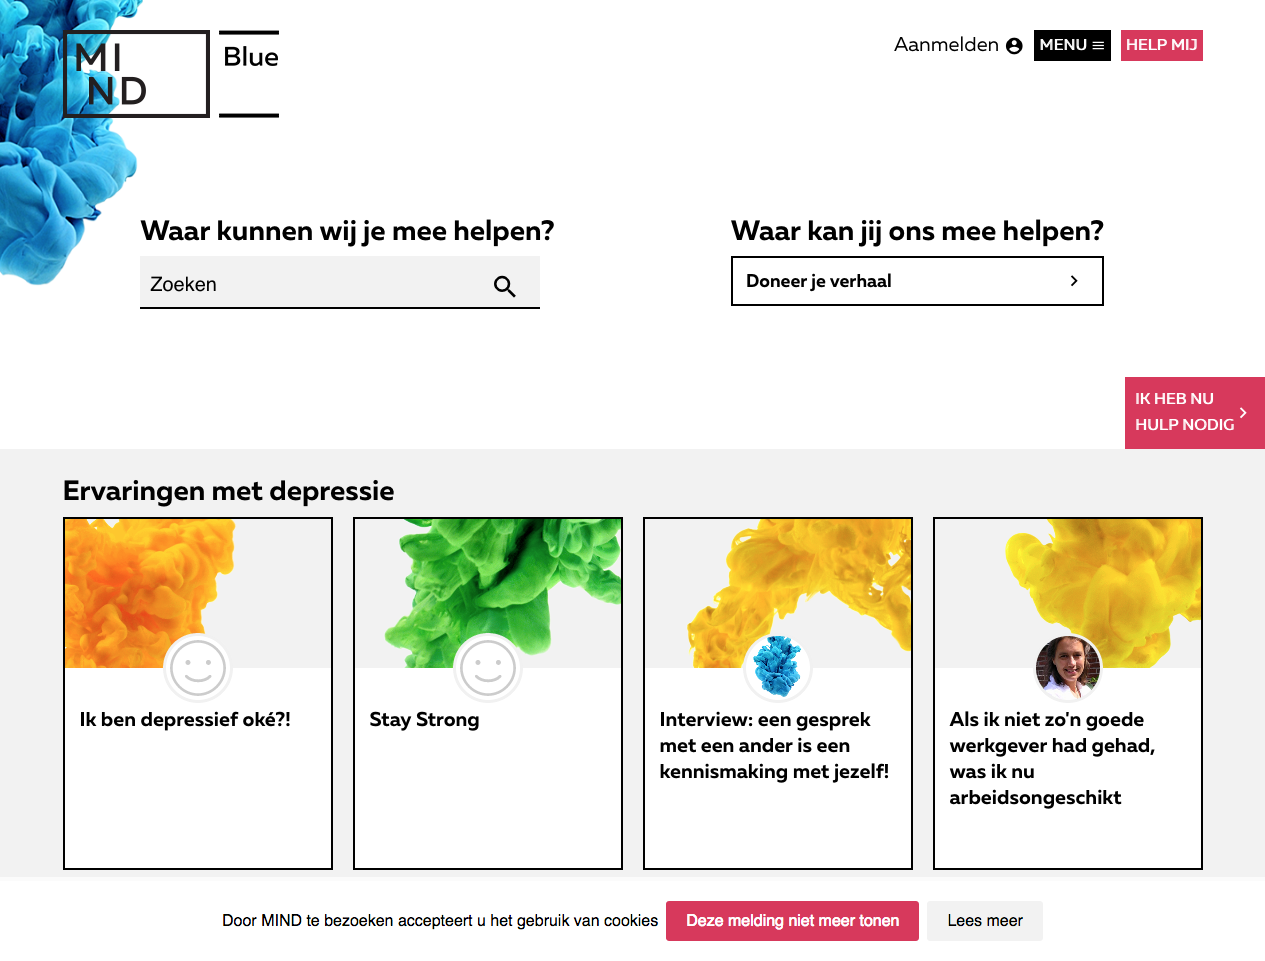 MI
ND
Blue
Aanmelden
MENU
HELP MIJ
Waar kunnen wij je mee helpen?
Zoeken
Waar kan jij ons mee helpen?
Doneer je verhaal
IK HEB NU
HULP NODIG
Ervaringen met depressie
Ik ben depressief oké?!
Stay Strong
Interview: een gesprek
met een ander is een
kennismaking met jezelf!
Als ik niet zo'n goede
werkgever had gehad,
was ik nu
arbeidsongeschikt
Door MIND te bezoeken accepteert u het gebruik van cookies
Deze melding niet meer tonen
Lees meer